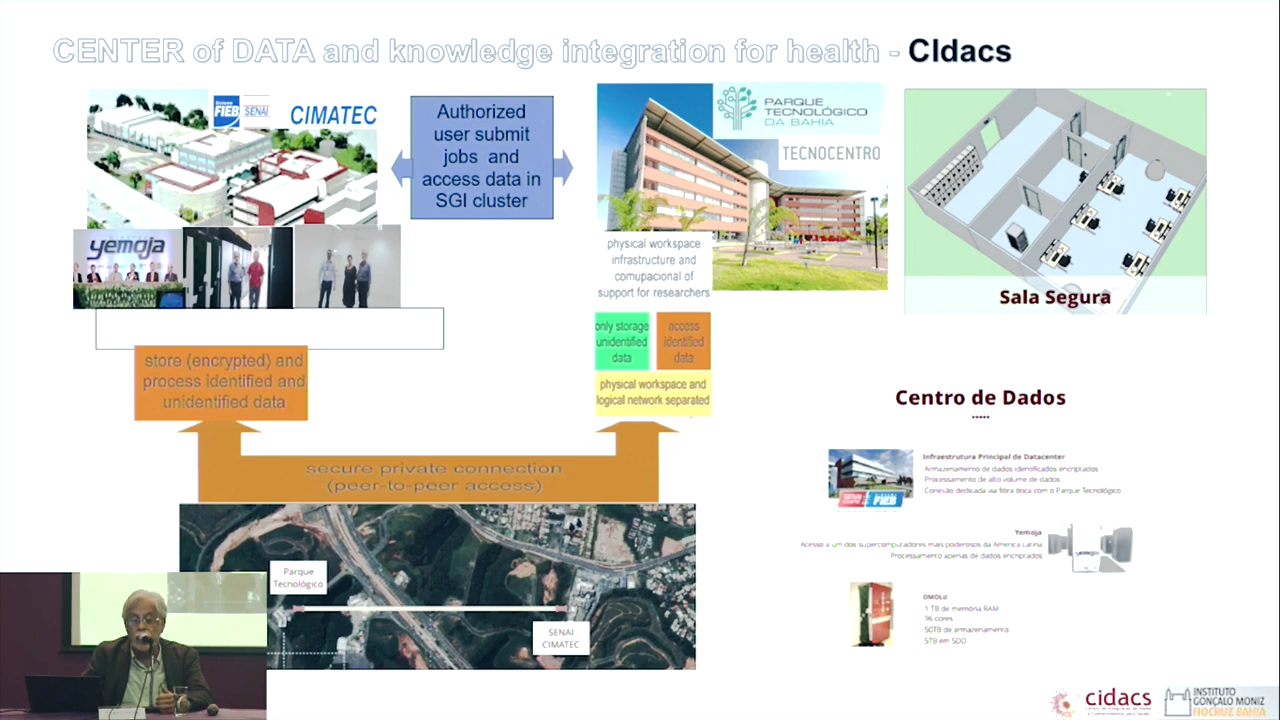 CENTER of DATA and knowledge integration for health - CIdacs
Sistema
FIEB
SENAI
CIMATEC
Authorized
user submit
jobs and
access data in
SGI cluster
PARQUE
TECNOLÓGICO
DA BAHIA
TECNOCENTRO
yemoja
physical workspace
infrastructure and
comupacional of
support for researchers
Sala Segura
only storage
unidentified
data
access
identified
data
physical workspace and
logical network separated
store (encrypted) and
process identified and
unidentified data
secure private connection
(peer-to-peer access)
Parque
Tecnológico
SENAI
CIMATEC
Centro de Dados
Infraestrutura Principal de Datacenter
Armazenamento de dados identificados encriptados
Processamento de alto volume de dados
Conexão dedicada via fibra ótica com o Parque Tecnológico
SENAI
FIEB
Yemoja
Acesso a um dos supercomputadores mais poderosos da América Latina
Processamento apenas de dados encriptados
OMOLU
1 TB de memória RAM
96 cores
50TB de armazenamento
5TB em SDD
cidacs
INSTITUTO
GONÇALO MONIZ
FIOCRUZ BAHIA